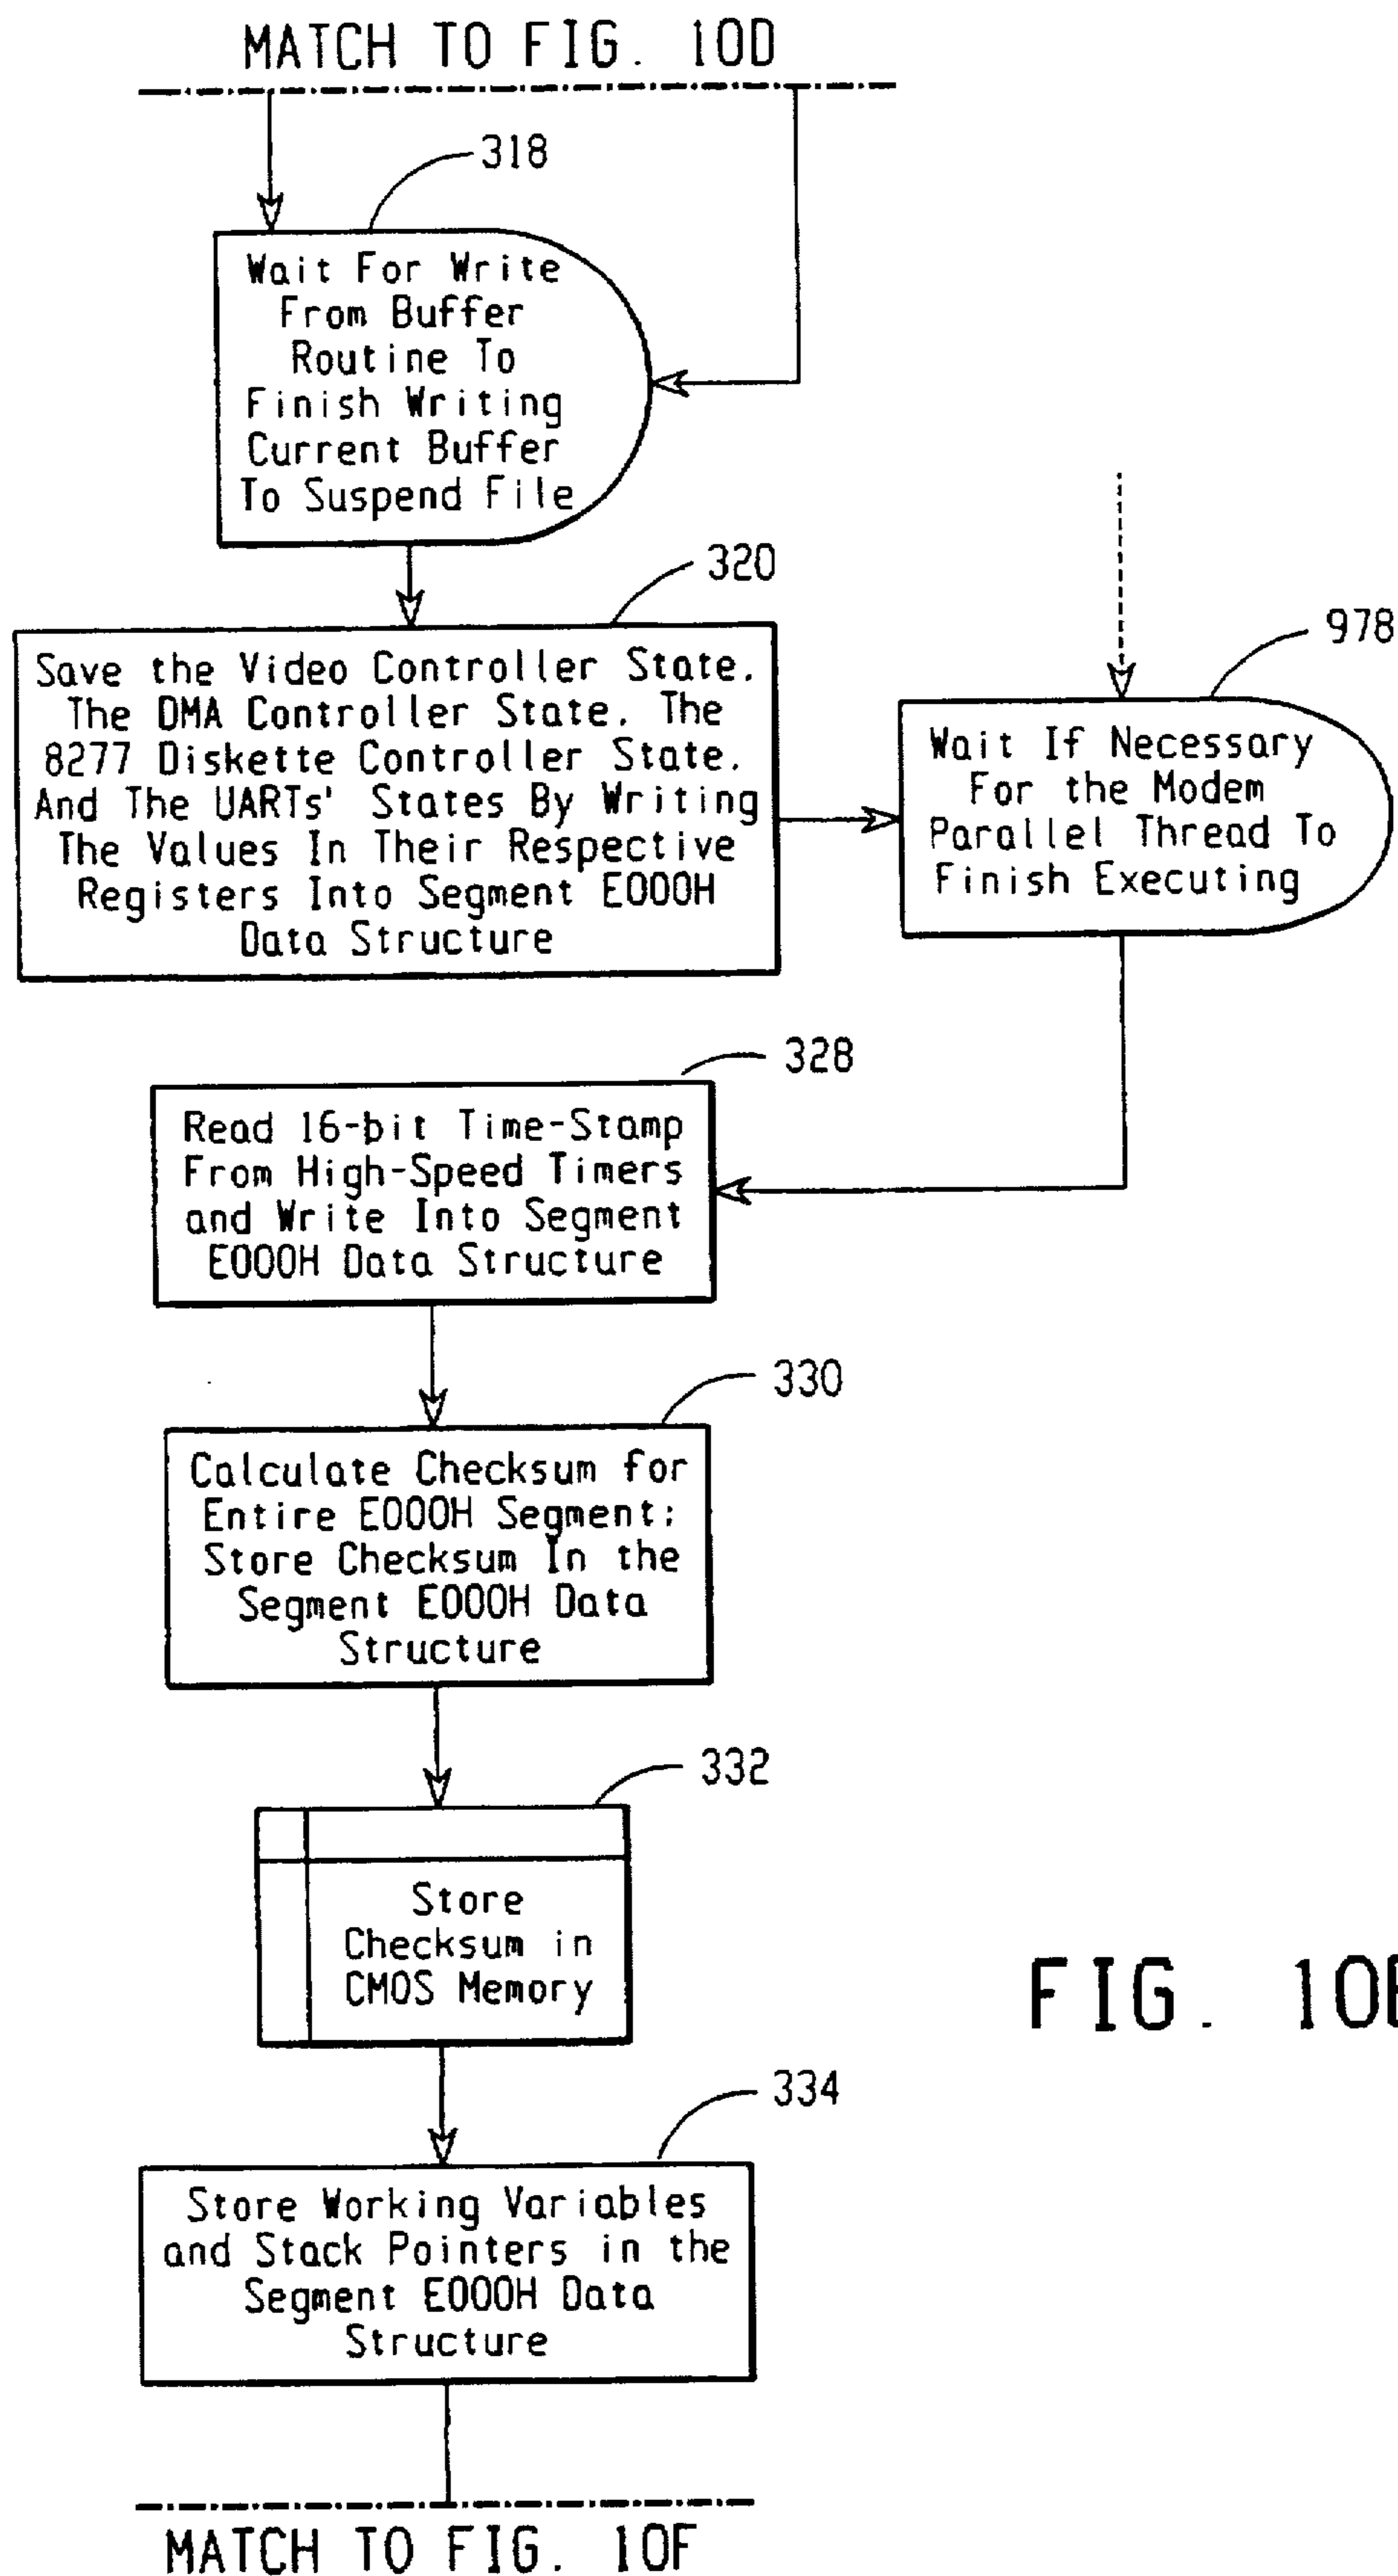 MATCH TO FIG. 10D
318
Wait For Write
From Buffer
Routine To
Finish Writing
Current Buffer
To Suspend File
320
Save the Video Controller State.
The DMA Controller State. The
8277 Diskette Controller State.
And The UARTs' States By Writing
The Values In Their Respective
Registers Into Segment E000H
Data Structure
978
Wait If Necessary
For the Modem
Parallel Thread To
Finish Executing
328
Read 16-bit Time-Stamp
From High-Speed Timers
and Write Into Segment
E000H Data Structure
330
Calculate Checksum for
Entire E000H Segment;
Store Checksum In the
Segment E000H Data
Structure
332
Store
Checksum in
CMOS Memory
FIG. 10
334
Store Working Variables
and Stack Pointers in the
Segment E000H Data
Structure
MATCH TO FIG. 10F